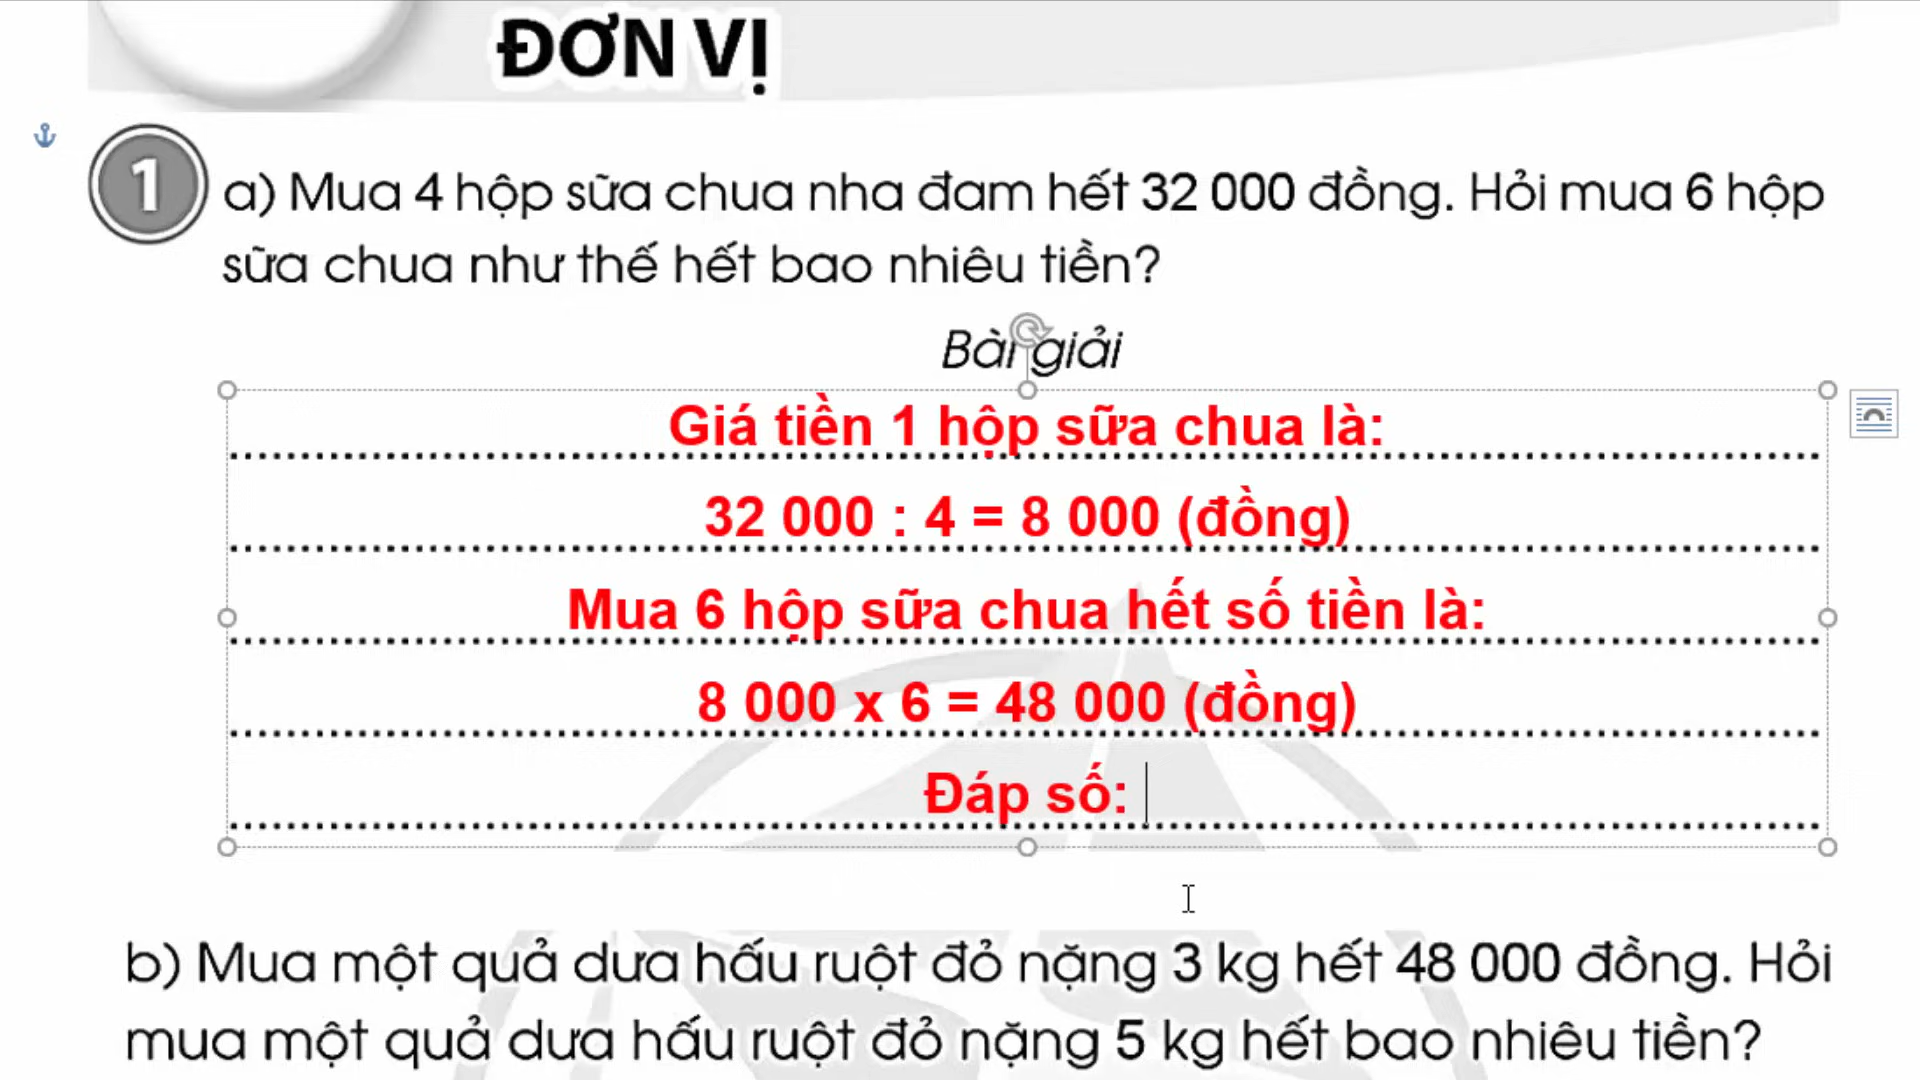 ĐƠN VỊ
1
a) Mua 4 hộp sữa chua nha đam hết 32 000 đồng. Hỏi mua 6 hộp
sữa chua như thế hết bao nhiêu tiền?
Bài giải
Giá tiền 1 hộp sữa chua là:
32 000 : 4 = 8 000 (đồng)
Mua 6 hộp sữa chua hết số tiền là:
8 000 x 6 = 48 000 (đồng)
Đáp số:
b) Mua một quả dưa hấu ruột đỏ nặng 3 kg hết 48 000 đồng. Hỏi
mua một quả dưa hấu ruột đỏ nặng 5 kg hết bao nhiêu tiền?